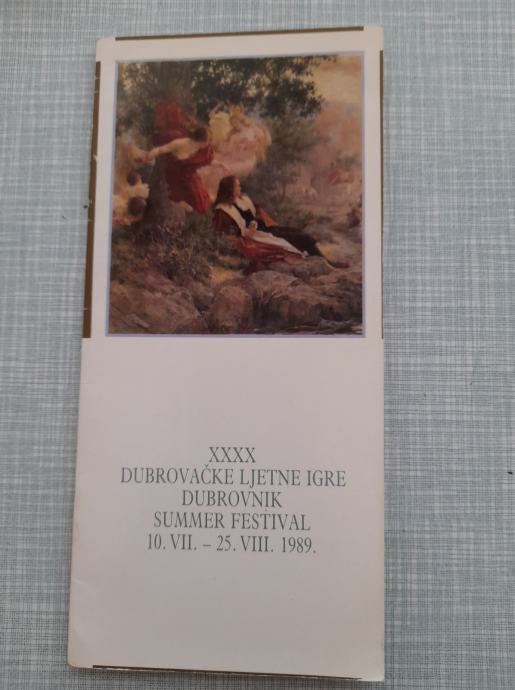 XXXX
DUBROVAČKE LJETNE IGRE
DUBROVNIK
SUMMER FESTIVAL
10. VII. – 25. VIII. 1989.